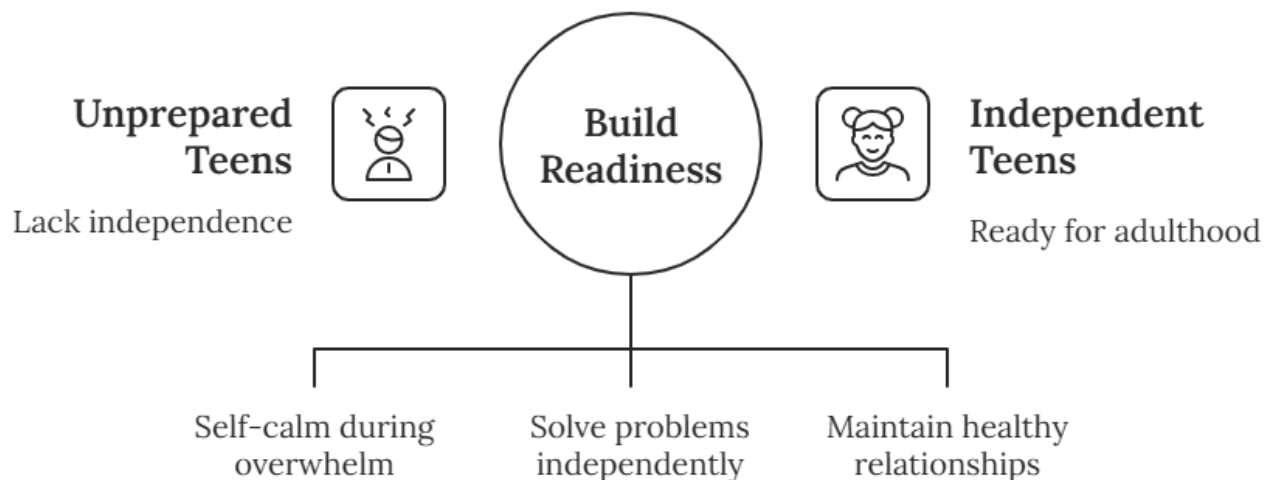 Unprepared
Teens
Lack independence
Build
Readiness
Independent
Teens
Ready for adulthood
Self-calm during
overwhelm
Solve problems
independently
Maintain healthy
relationships